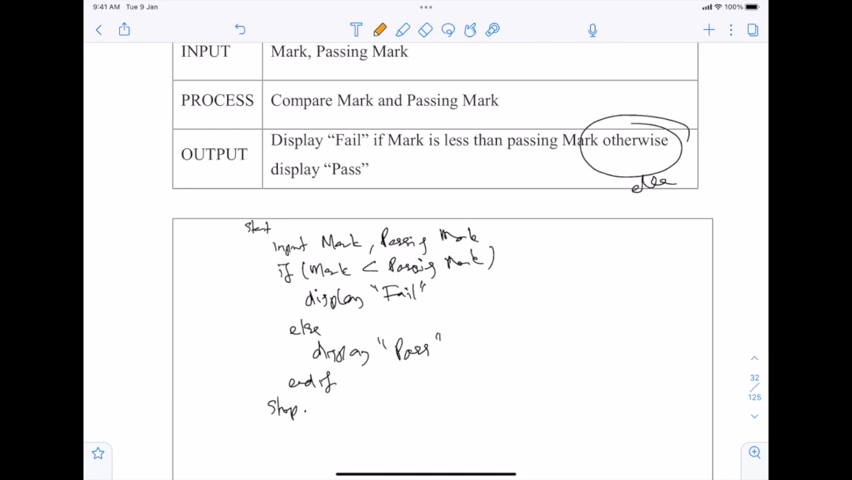 9:41 AM Tue 9 Jan
100%
INPUT Mark, Passing Mark
PROCESS Compare Mark and Passing Mark
OUTPUT Display “Fail” if Mark is less than passing Mark otherwise
display “Pass”
else
Start
input Mark, Passing Mark
if (Mark < Passing Mark)
display "Fail"
else
display "Pass"
end if
Stop.
32
125